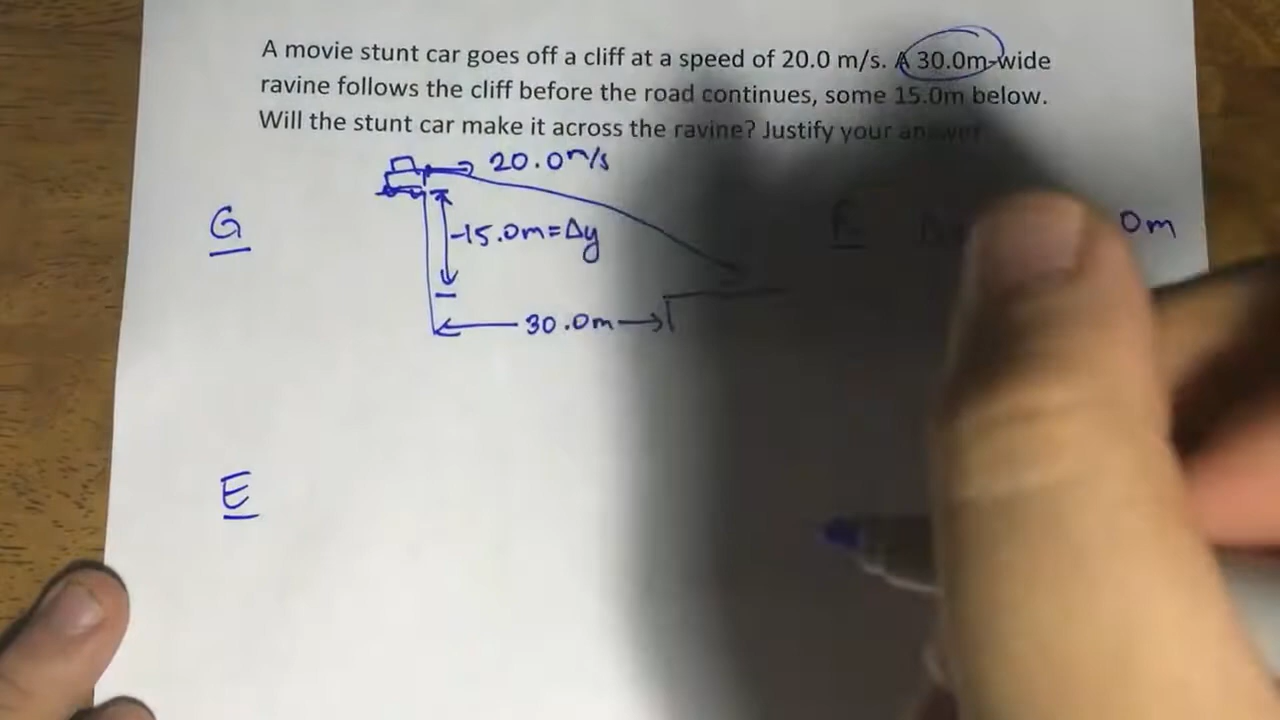 A movie stunt car goes off a cliff at a speed of 20.0 m/s. A 30.0m-wide
ravine follows the cliff before the road continues, some 15.0m below.
Will the stunt car make it across the ravine? Justify your answer
20.0 m/s
G
-15.0m=Δy
0m
30.0m
E